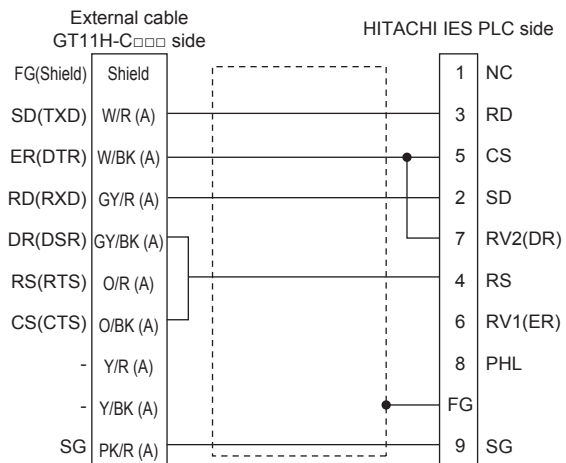 External cable
GT11H-C□□□ side
HITACHI IES PLC side
FG(Shield) Shield 1 NC
SD(TXD) W/R (A) 3 RD
ER(DTR) W/BK (A) 5 CS
RD(RXD) GY/R (A) 2 SD
DR(DSR) GY/BK (A) 7 RV2(DR)
RS(RTS) O/R (A) 4 RS
CS(CTS) O/BK (A) 6 RV1(ER)
- Y/R (A) 8 PHL
- Y/BK (A) FG
SG PK/R (A) 9 SG